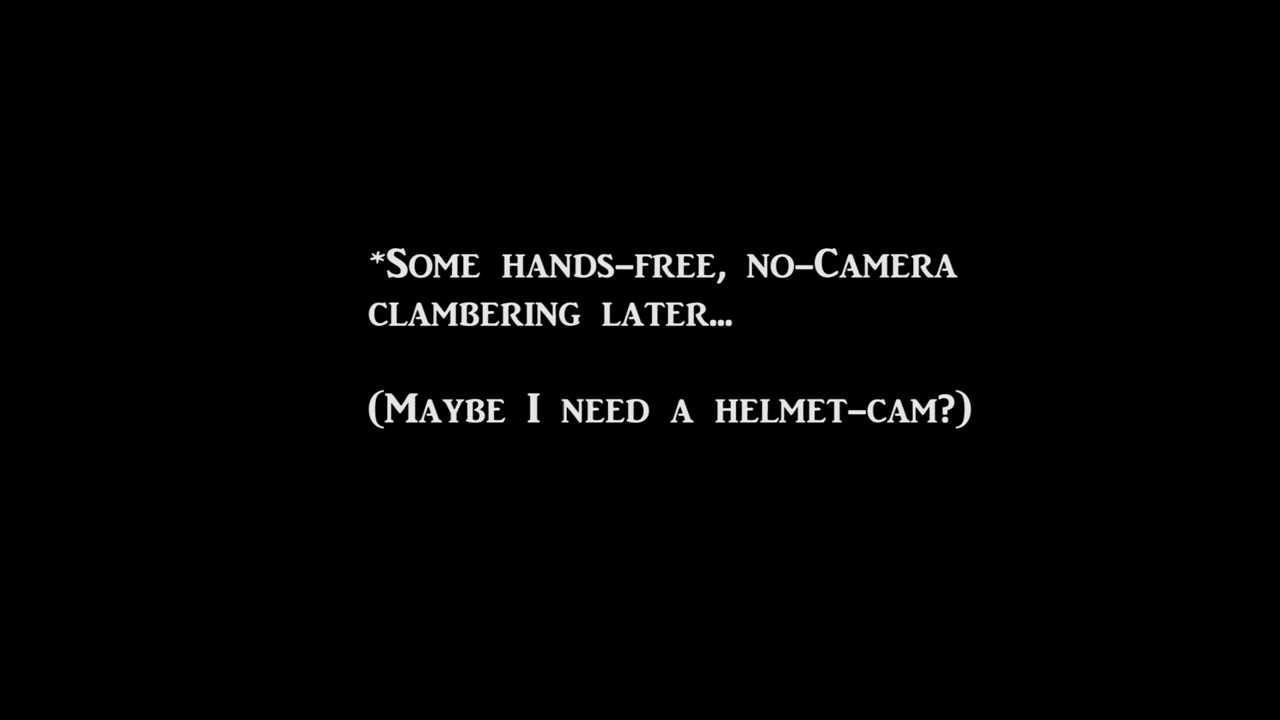 *Some hands-free, no-Camera
clambering later...
(Maybe I need a helmet-cam?)